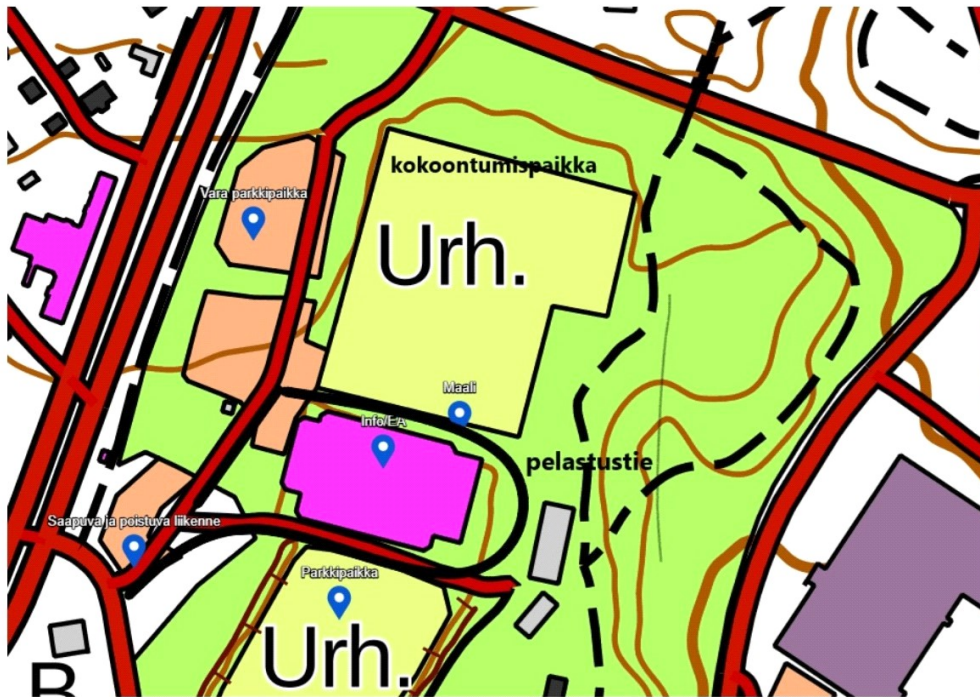 kokoontumispaikka
Vara parkkipaikka
Urh.
Maali
Info/EA
pelastustie
Saapuva ja poistuva liikenne
Parkkipaikka
Urh.
B